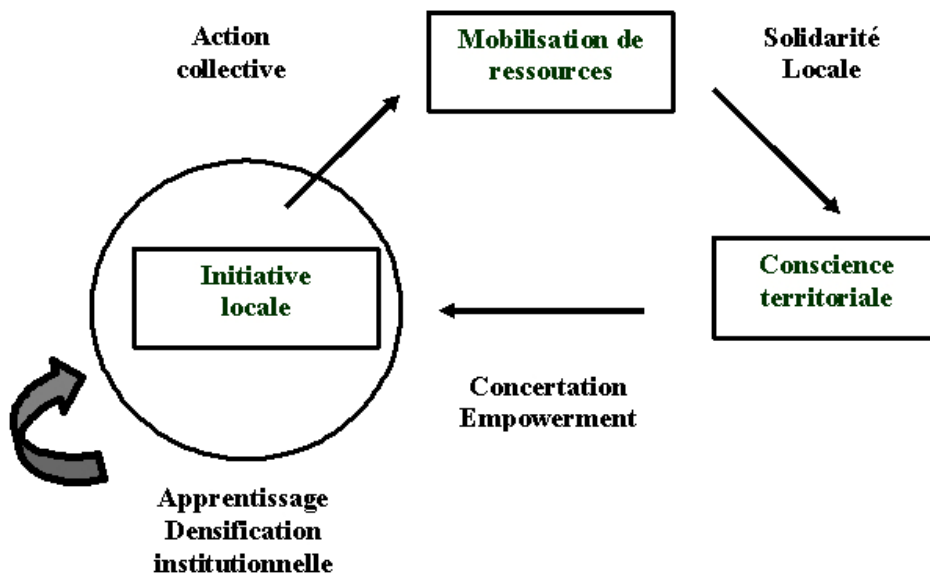 Action
collective
Mobilisation de
ressources
Solidarité
Locale
Initiative
locale
Conscience
territoriale
Concertation
Empowerment
Apprentissage
Densification
institutionnelle